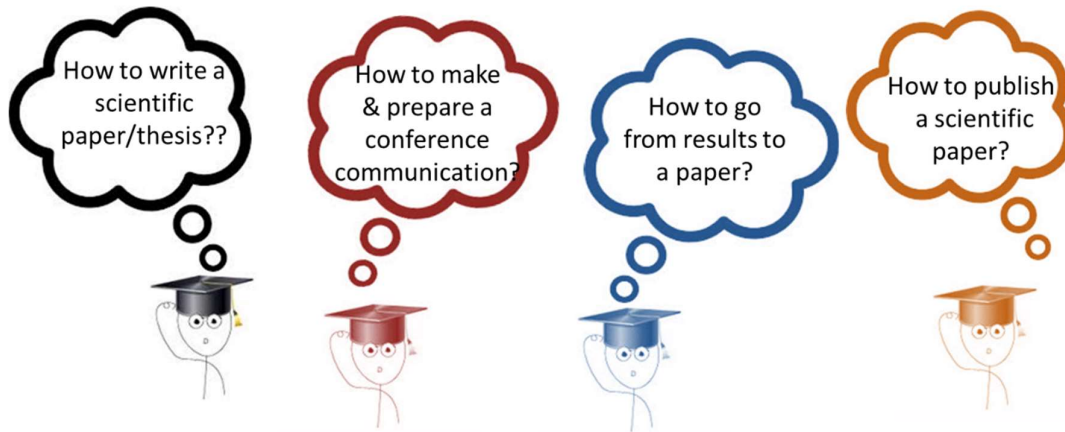 How to write a
scientific
paper/thesis??
How to make
& prepare a
conference
communication?
How to go
from results to
a paper?
How to publish
a scientific
paper?